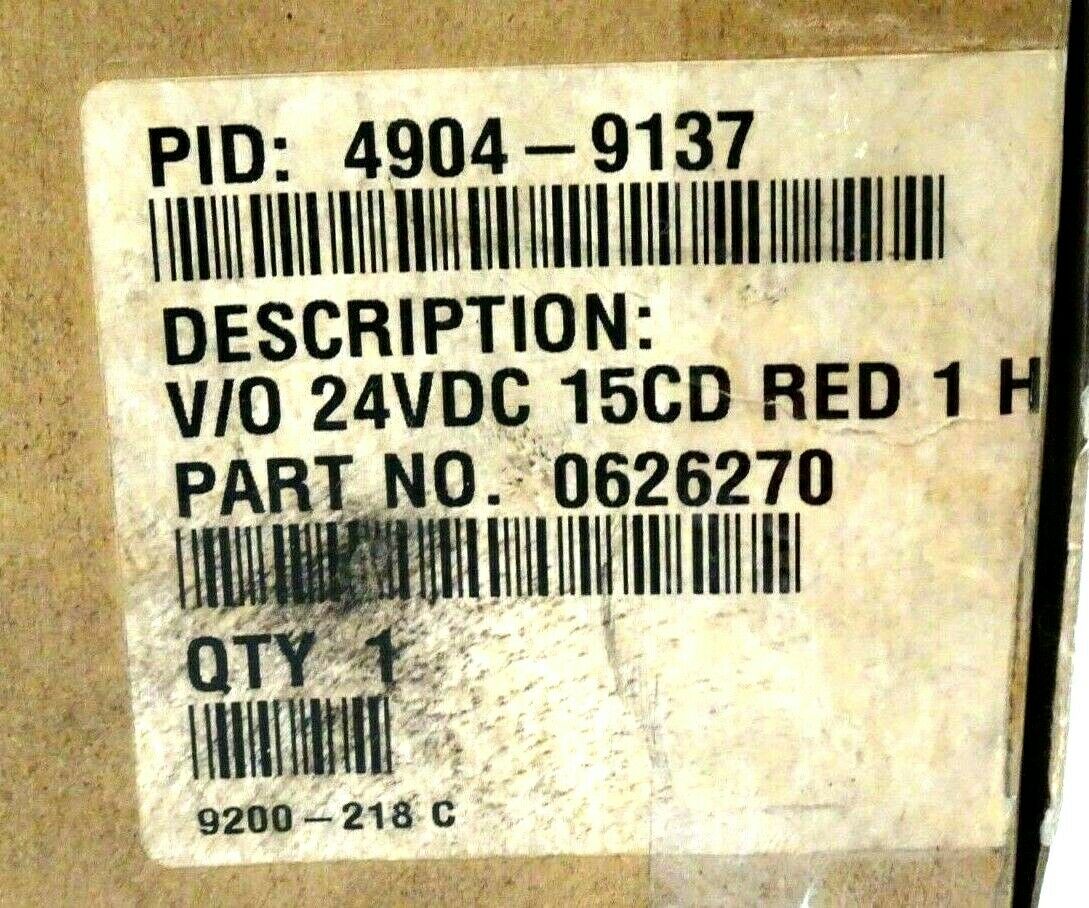 PID: 4904-9137
DESCRIPTION:
V/O 24VDC 15CD RED 1 H
PART NO. 0626270
QTY 1
9200-218 C